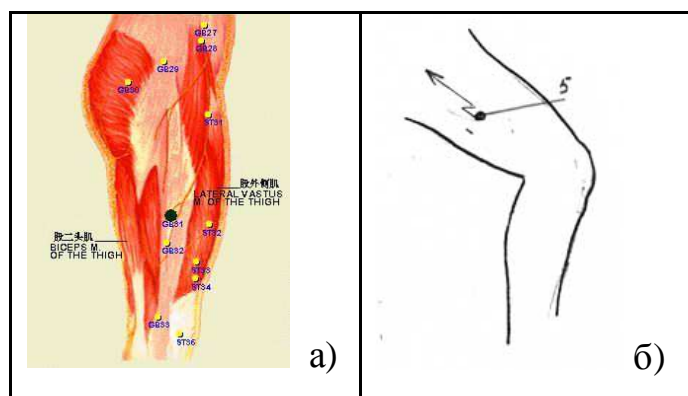 GB27
GB28
GB29
GB30
ST31
股外侧肌
LATERAL VASTUS
M. OF THE THIGH
GB31
ST32
股二头肌
BICEPS M.
OF THE THIGH
GB32
ST33
ST34
GB33
ST35
а)
5
б)